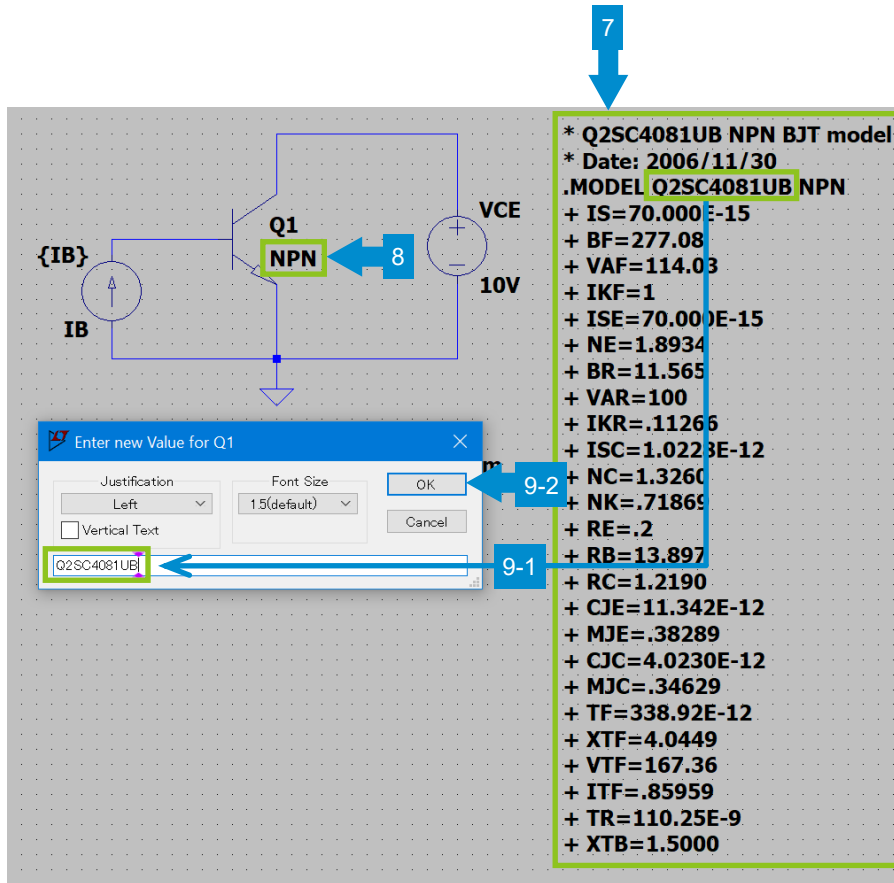 7
* Q2SC4081UB NPN BJT model
* Date: 2006/11/30
.MODEL Q2SC4081UB NPN
+ IS=70.000E-15
+ BF=277.08
+ VAF=114.03
+ IKF=1
+ ISE=70.000E-15
+ NE=1.8934
+ BR=11.565
+ VAR=100
+ IKR=.11266
+ ISC=1.0223E-12
+ NC=1.3260
+ NK=.71869
+ RE=.2
+ RB=13.897
+ RC=1.2190
+ CJE=11.342E-12
+ MJE=.38289
+ CJC=4.0230E-12
+ MJC=.34629
+ TF=338.92E-12
+ XTF=4.0449
+ VTF=167.36
+ ITF=.85959
+ TR=110.25E-9
+ XTB=1.5000
VCE
Q1
{IB}
NPN
8
10V
IB
Enter new Value for Q1
Justification
Font Size
OK
9-2
Left
1.5(default)
Cancel
Vertical Text
Q2SC4081UB
9-1